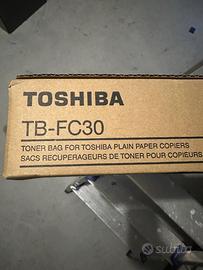 TOSHIBA
TB-FC30
TONER BAG FOR TOSHIBA PLAIN PAPER COPIERS
SACS RECUPERAGEURS DE TONER POUR COPIEURS
subito